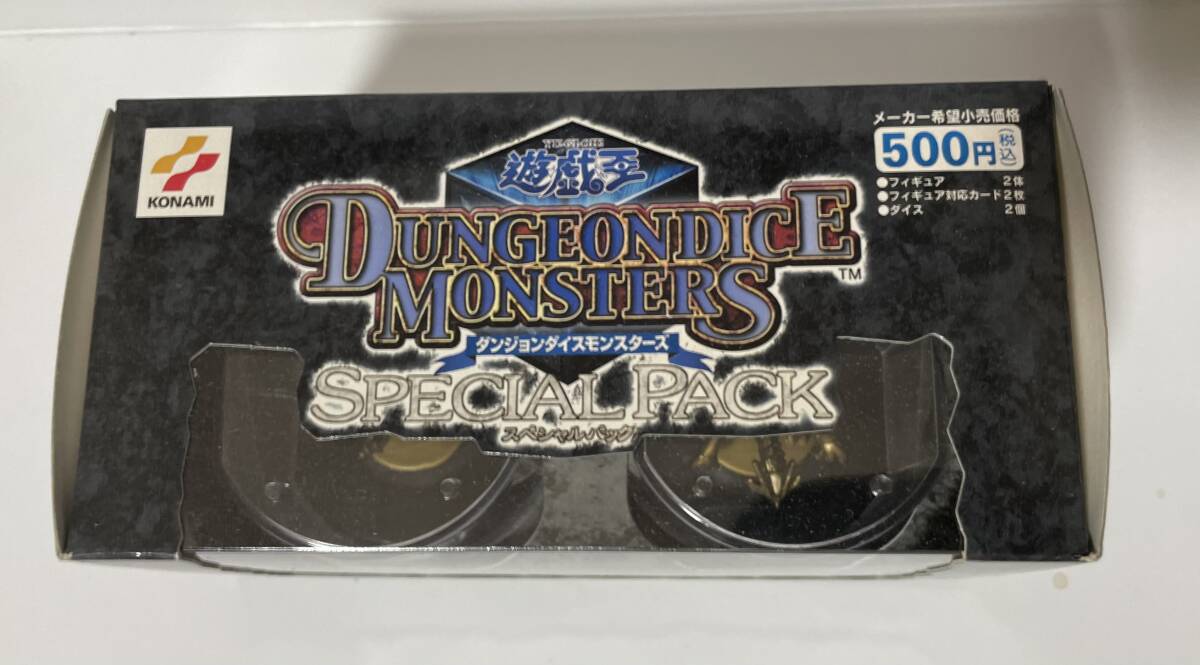 KONAMI
YU-GI-OH!
遊戯王
DUNGEONDICE
MONSTERS™
ダンジョンダイスモンスターズ
SPECIAL PACK
スペシャルパック
メーカー希望小売価格
500円(税込)
●フィギュア 2体
●フィギュア対応カード2枚
●ダイス 2個